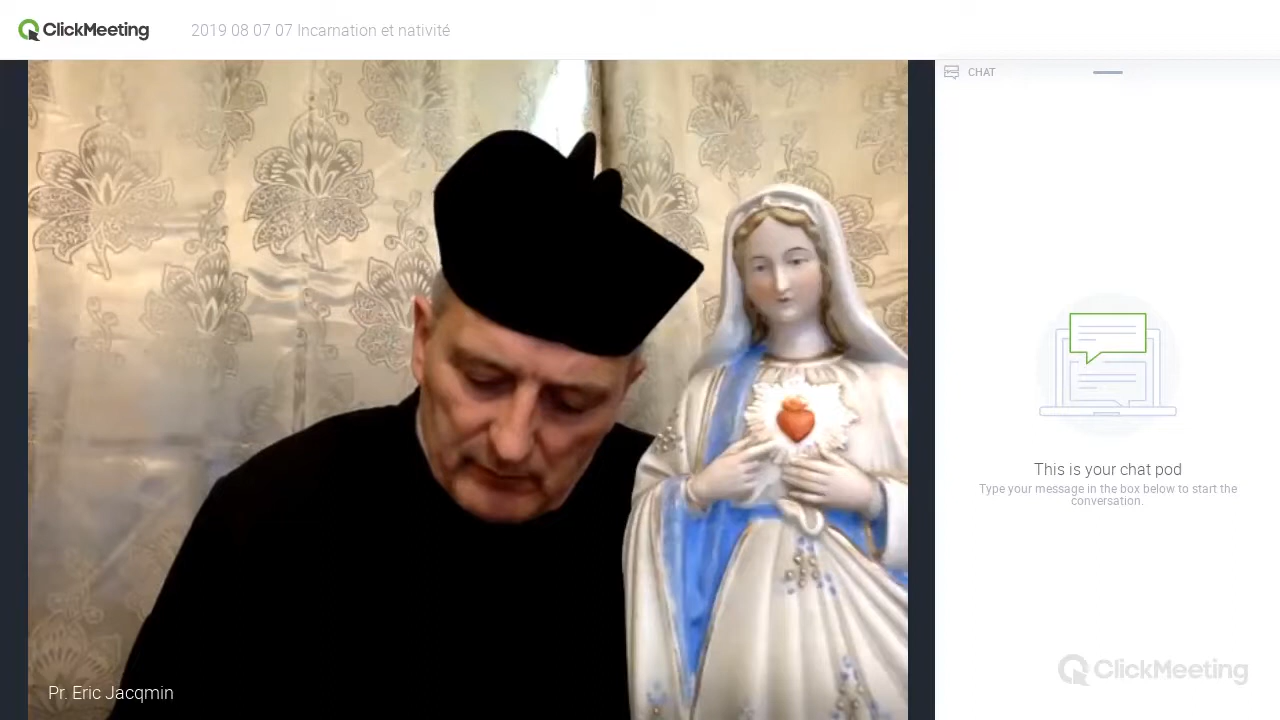 ClickMeeting
2019 08 07 07 Incarnation et nativité
CHAT
This is your chat pod
Type your message in the box below to start the
conversation.
Pr. Eric Jacqmin
ClickMeeting